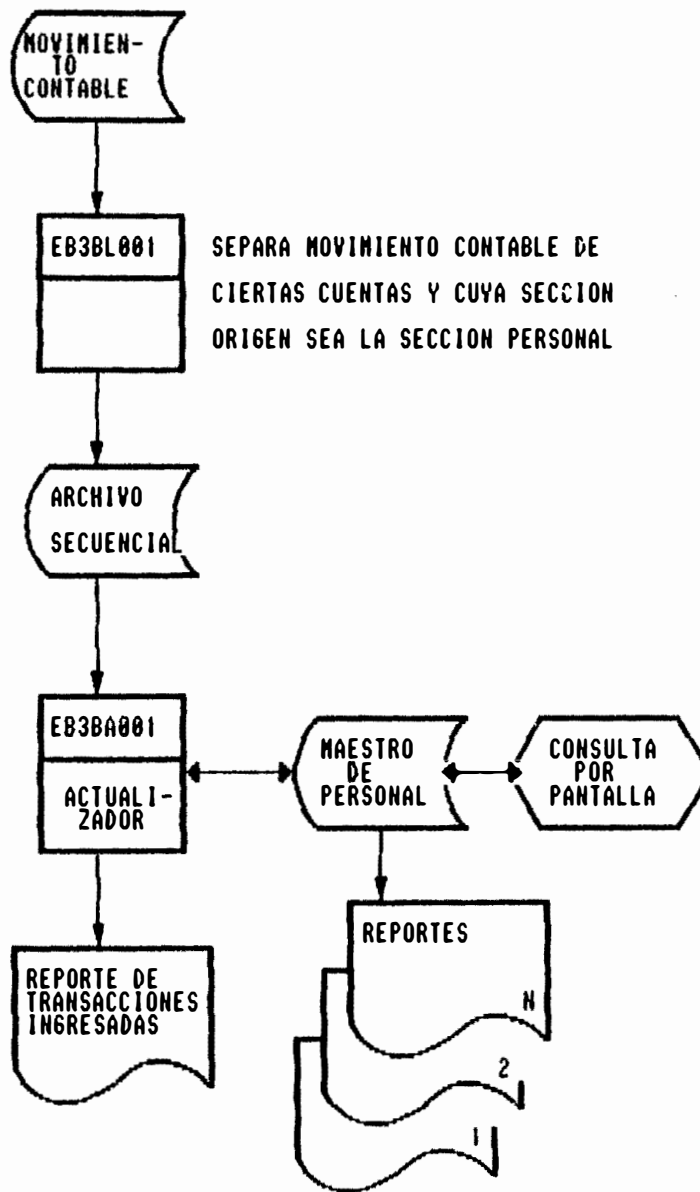 MOVIMIEN-
TO
CONTABLE
EB3BL001
SEPARA MOVIMIENTO CONTABLE DE
CIERTAS CUENTAS Y CUYA SECCION
ORIGEN SEA LA SECCION PERSONAL
ARCHIVO
SECUENCIAL
EB3BA001
ACTUALI-
ZADOR
MAESTRO
DE
PERSONAL
CONSULTA
POR
PANTALLA
REPORTE DE
TRANSACCIONES
INGRESADAS
REPORTES
N
2
1